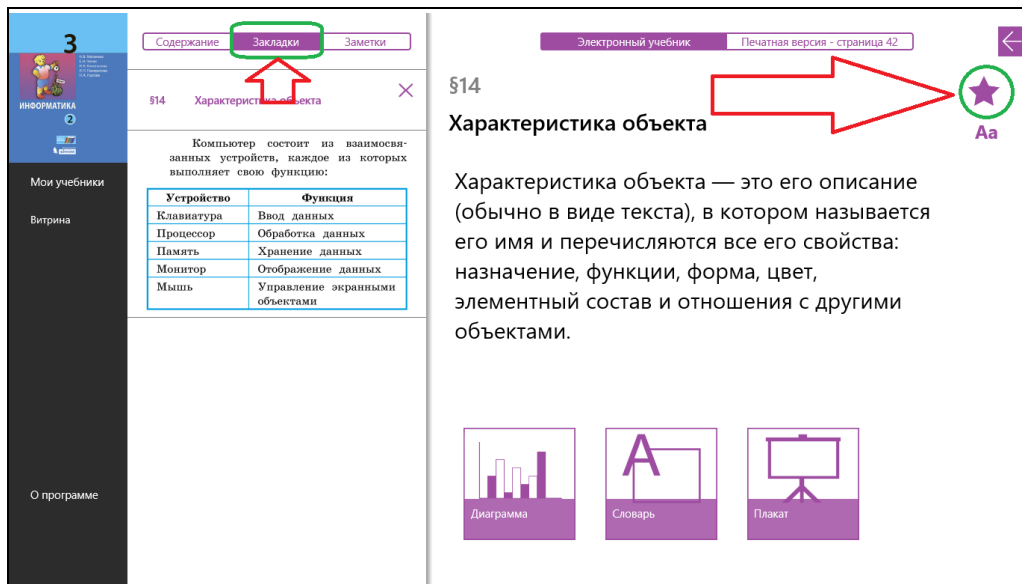 3
ИНФОРМАТИКА
2
Мои учебники
Витрина
О программе
Содержание Закладки Заметки
§14 Характеристика объекта
Компьютер состоит из взаимосвя-
занных устройств, каждое из которых
выполняет свою функцию:
Устройство Функция
Клавиатура Ввод данных
Процессор Обработка данных
Память Хранение данных
Монитор Отображение данных
Мышь Управление экранными
объектами
Электронный учебник Печатная версия - страница 42
§14
Характеристика объекта
Aa
Характеристика объекта — это его описание
(обычно в виде текста), в котором называется
его имя и перечисляются все его свойства:
назначение, функции, форма, цвет,
элементный состав и отношения с другими
объектами.
Диаграмма
A
Словарь
Плакат